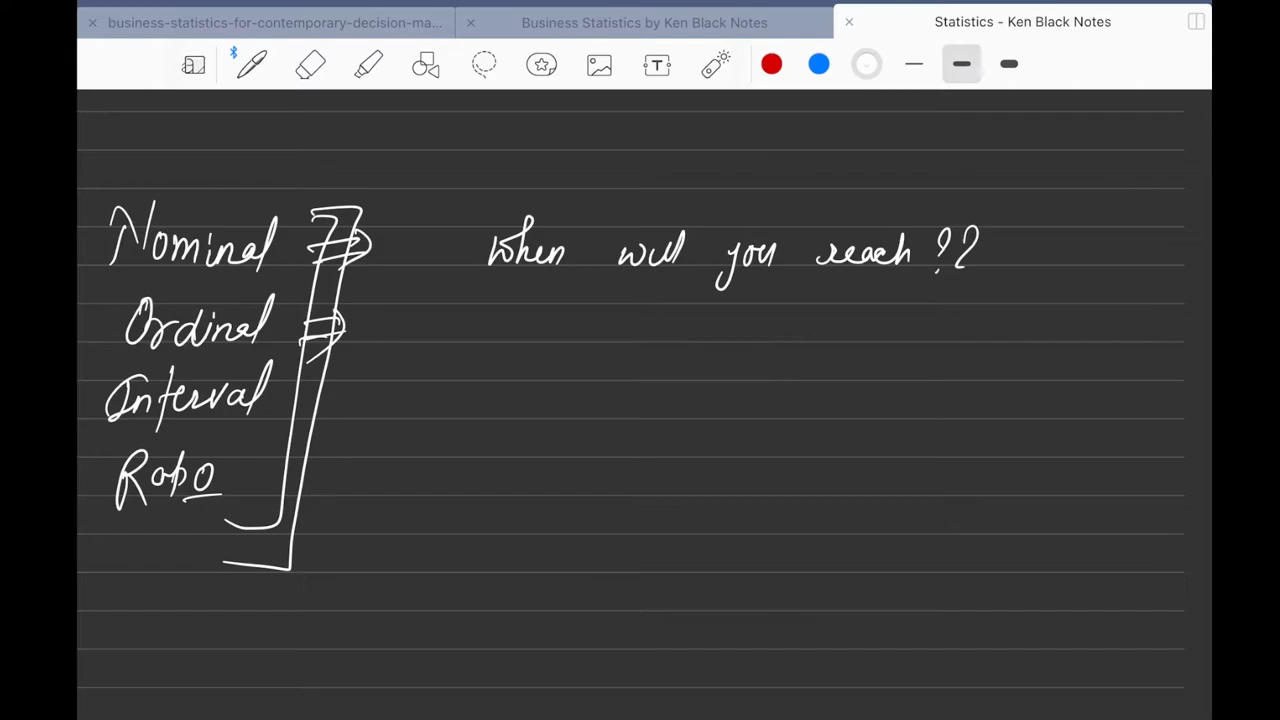 business-statistics-for-contemporary-decision-ma...
Business Statistics by Ken Black Notes
Statistics - Ken Black Notes
T
Nominal
When will you reach ??
Ordinal
Interval
Ratio